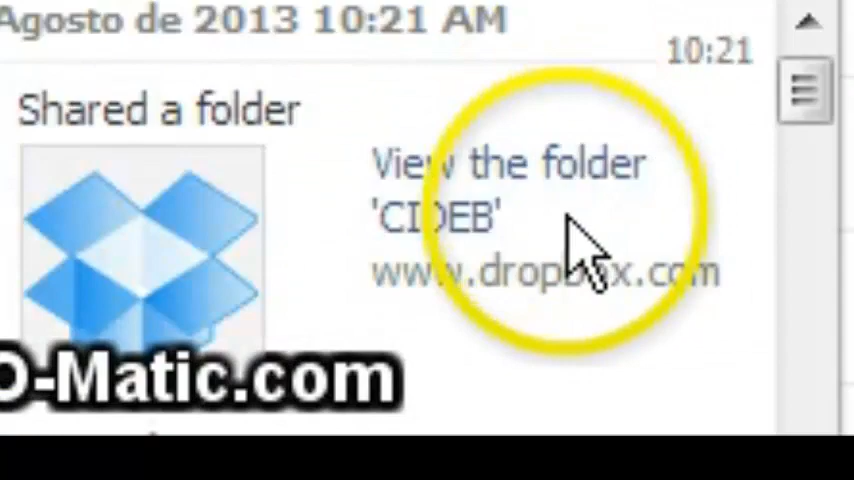 Agosto de 2013 10:21 AM
10:21
Shared a folder
View the folder
'CIDEB'
www.dropbox.com
O-Matic.com